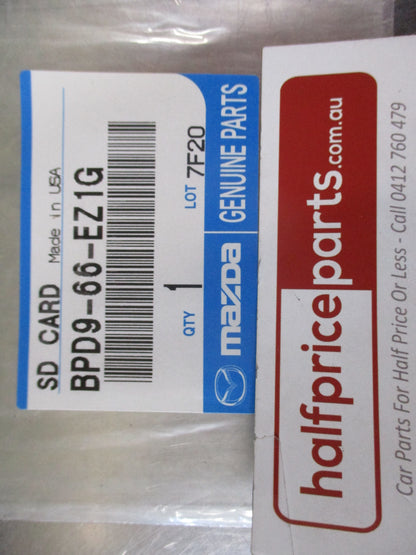 SD CARD Made in USA
BPD9-66-EZ1G
QTY 1 LOT 7F20
mazda GENUINE PARTS
halfpriceparts.com.au
Car Parts For Half Price Or Less - Call 0412 760 479